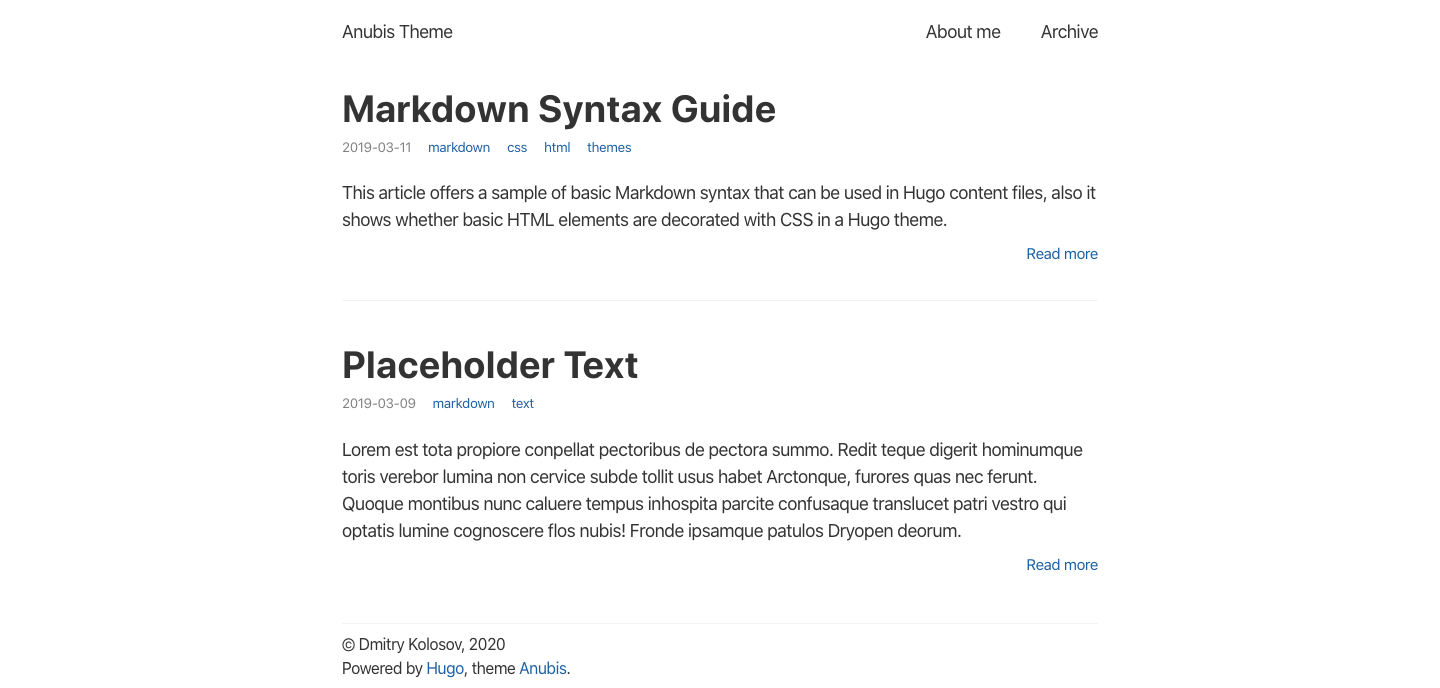 Anubis Theme About me Archive
Markdown Syntax Guide
2019-03-11 markdown css html themes
This article offers a sample of basic Markdown syntax that can be used in Hugo content files, also it
shows whether basic HTML elements are decorated with CSS in a Hugo theme.
Read more
Placeholder Text
2019-03-09 markdown text
Lorem est tota propiore conpellat pectoribus de pectora summo. Redit teque digerit hominumque
toris verebor lumina non cervice subde tollit usus habet Arctonque, furores quas nec ferunt.
Quoque montibus nunc caluere tempus inhospita parcite confusaque translucet patri vestro qui
optatis lumine cognoscere flos nubis! Fronde ipsamque patulos Dryopen deorum.
Read more
© Dmitry Kolosov, 2020
Powered by Hugo, theme Anubis.